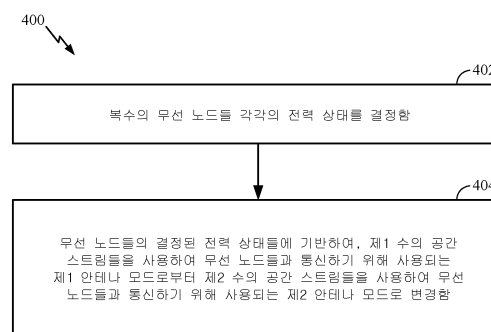 400
402
복수의 무선 노드들 각각의 전력 상태를 결정함
404
무선 노드들의 결정된 전력 상태들에 기반하여, 제1 수의 공간
스트림들을 사용하여 무선 노드들과 통신하기 위해 사용되는
제1 안테나 모드로부터 제2 수의 공간 스트림들을 사용하여 무선
노드들과 통신하기 위해 사용되는 제2 안테나 모드로 변경함